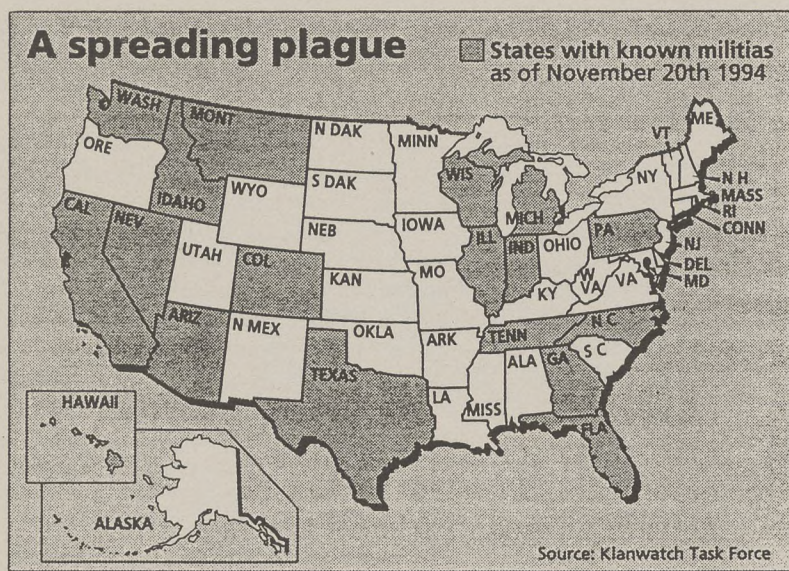 A spreading plague
States with known militias
as of November 20th 1994
WASH
MONT
N DAK
MINN
VT
ME
ORE
IDAHO
WYO
S DAK
WIS
MICH
NY
N H
MASS
RI
CONN
CAL
NEV
UTAH
COL
NEB
IOWA
ILL
IND
OHIO
PA
NJ
DEL
MD
KAN
MO
KY
W
VA
VA
ARIZ
N MEX
OKLA
ARK
TENN
N C
S C
TEXAS
LA
MISS
ALA
GA
FLA
HAWAII
ALASKA
Source: Klanwatch Task Force